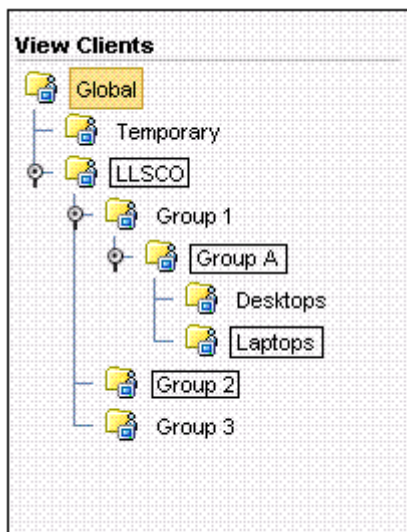 View Clients
Global
Temporary
LLSCO
Group 1
Group A
Desktops
Laptops
Group 2
Group 3